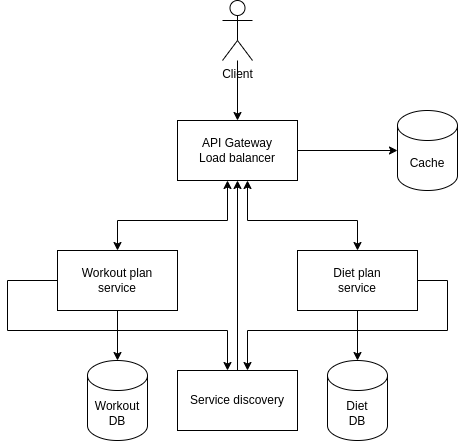 Client
API Gateway
Load balancer
Cache
Workout plan
service
Diet plan
service
Workout
DB
Service discovery
Diet
DB